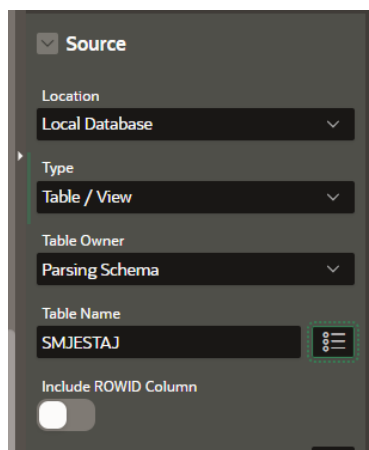 Source
Location
Local Database
Type
Table / View
Table Owner
Parsing Schema
Table Name
SMJESTAJ
Include ROWID Column